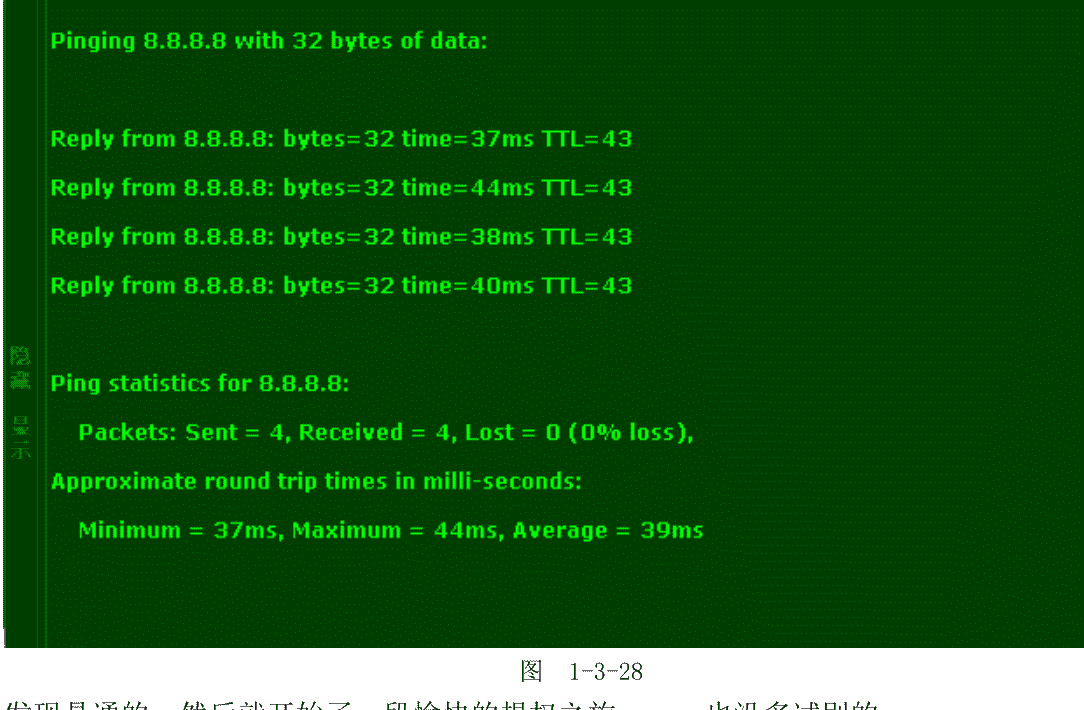 Pinging 8.8.8.8 with 32 bytes of data:
Reply from 8.8.8.8: bytes=32 time=37ms TTL=43
Reply from 8.8.8.8: bytes=32 time=44ms TTL=43
Reply from 8.8.8.8: bytes=32 time=38ms TTL=43
Reply from 8.8.8.8: bytes=32 time=40ms TTL=43
隐藏 显示
Ping statistics for 8.8.8.8:
Packets: Sent = 4, Received = 4, Lost = 0 (0% loss),
Approximate round trip times in milli-seconds:
Minimum = 37ms, Maximum = 44ms, Average = 39ms
图 1-3-28